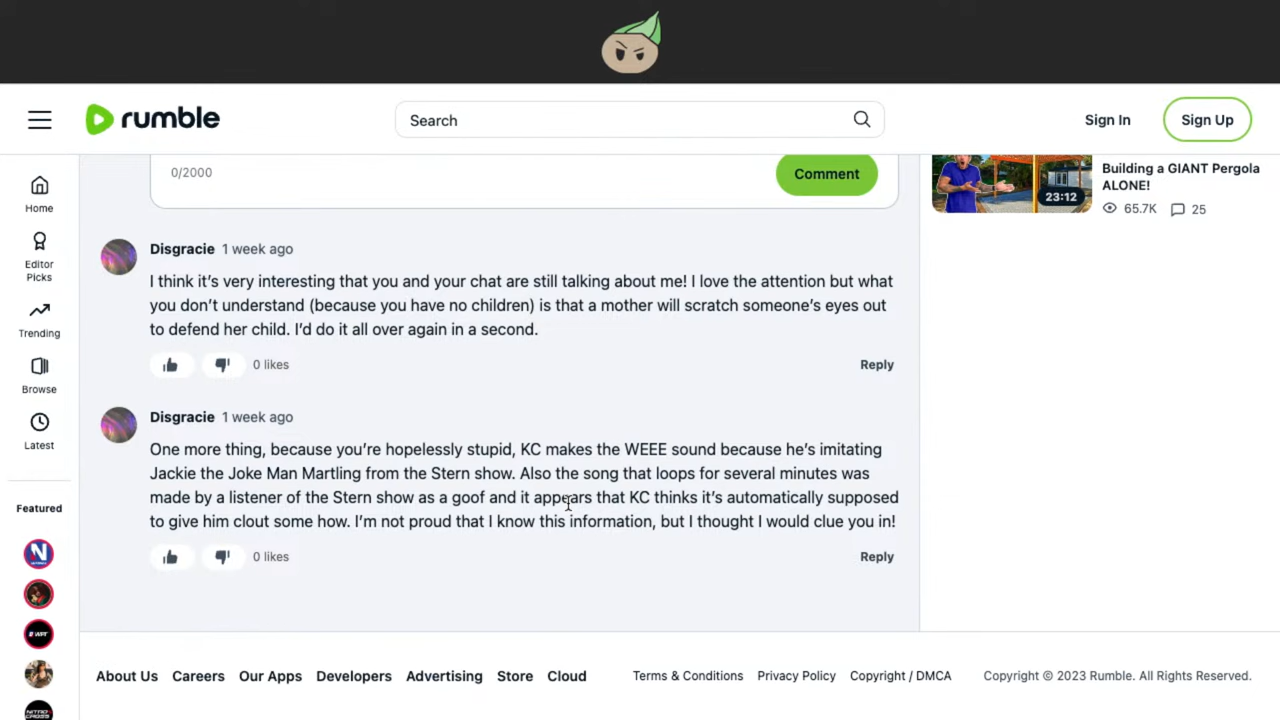 rumble
Search
Sign In
Sign Up
Home
Editor
Picks
Trending
Browse
Latest
Featured
0/2000
Comment
Disgracie 1 week ago
I think it’s very interesting that you and your chat are still talking about me! I love the attention but what
you don’t understand (because you have no children) is that a mother will scratch someone’s eyes out
to defend her child. I’d do it all over again in a second.
0 likes
Reply
Disgracie 1 week ago
One more thing, because you’re hopelessly stupid, KC makes the WEEE sound because he’s imitating
Jackie the Joke Man Martling from the Stern show. Also the song that loops for several minutes was
made by a listener of the Stern show as a goof and it appears that KC thinks it’s automatically supposed
to give him clout some how. I’m not proud that I know this information, but I thought I would clue you in!
0 likes
Reply
23:12
Building a GIANT Pergola
ALONE!
65.7K 25
About Us Careers Our Apps Developers Advertising Store Cloud
Terms & Conditions Privacy Policy Copyright / DMCA
Copyright © 2023 Rumble. All Rights Reserved.